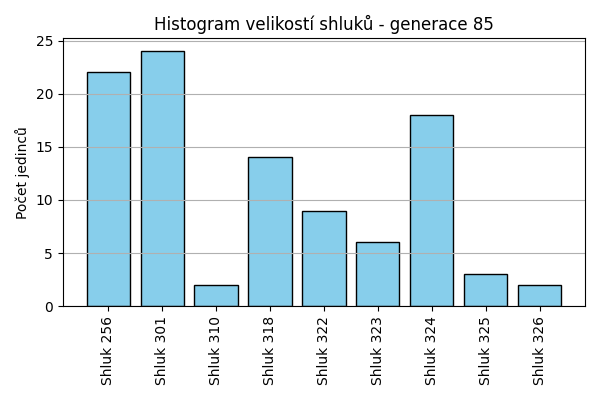 Histogram velikostí shluků - generace 85
Počet jedinců
25
20
15
10
5
0
Shluk 256
Shluk 301
Shluk 310
Shluk 318
Shluk 322
Shluk 323
Shluk 324
Shluk 325
Shluk 326